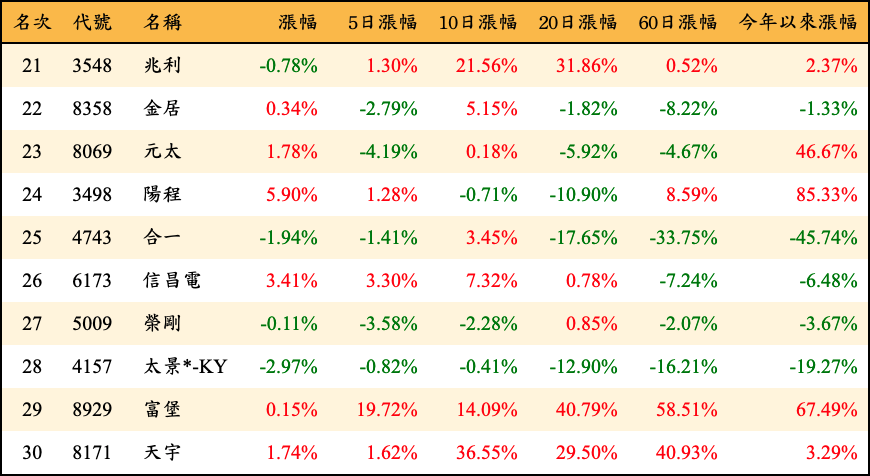 名次 代號 名稱 漲幅 5日漲幅 10日漲幅 20日漲幅 60日漲幅 今年以來漲幅
21 3548 兆利 -0.78% 1.30% 21.56% 31.86% 0.52% 2.37%
22 8358 金居 0.34% -2.79% 5.15% -1.82% -8.22% -1.33%
23 8069 元太 1.78% -4.19% 0.18% -5.92% -4.67% 46.67%
24 3498 陽程 5.90% 1.28% -0.71% -10.90% 8.59% 85.33%
25 4743 合一 -1.94% -1.41% 3.45% -17.65% -33.75% -45.74%
26 6173 信昌電 3.41% 3.30% 7.32% 0.78% -7.24% -6.48%
27 5009 榮剛 -0.11% -3.58% -2.28% 0.85% -2.07% -3.67%
28 4157 太景*-KY -2.97% -0.82% -0.41% -12.90% -16.21% -19.27%
29 8929 富堡 0.15% 19.72% 14.09% 40.79% 58.51% 67.49%
30 8171 天宇 1.74% 1.62% 36.55% 29.50% 40.93% 3.29%